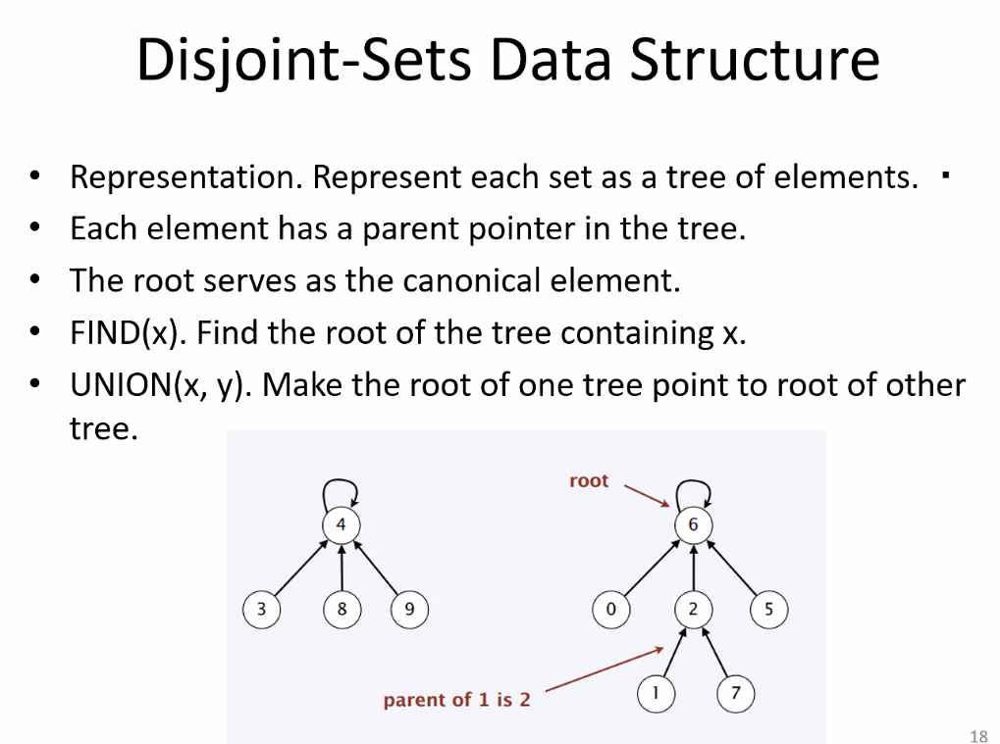 Disjoint-Sets Data Structure
• Representation. Represent each set as a tree of elements. ▪
• Each element has a parent pointer in the tree.
• The root serves as the canonical element.
• FIND(x). Find the root of the tree containing x.
• UNION(x, y). Make the root of one tree point to root of other
tree.
root
4
6
3
8
9
0
2
5
1
7
parent of 1 is 2
18